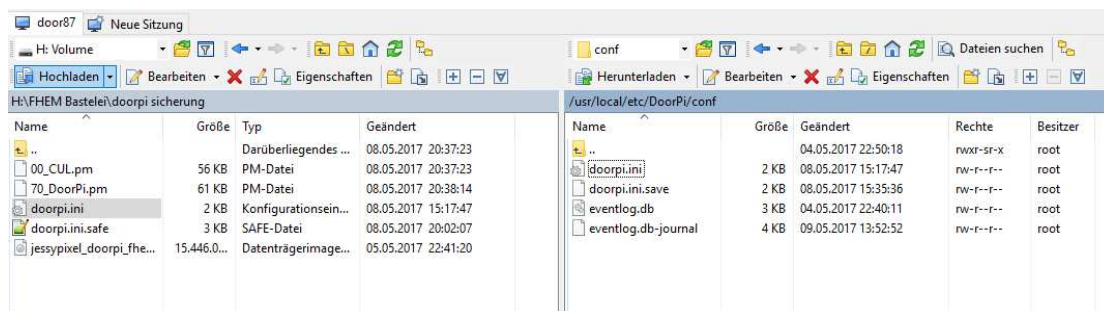 door87 Neue Sitzung
H: Volume
Hochladen Bearbeiten Eigenschaften
H:\FHEM Bastelei\doorpi sicherung
Name Größe Typ Geändert
.. Darüberliegendes ... 08.05.2017 20:37:23
00_CUL.pm 56 KB PM-Datei 08.05.2017 20:37:23
70_DoorPi.pm 61 KB PM-Datei 08.05.2017 20:38:14
doorpi.ini 2 KB Konfigurationsein... 08.05.2017 15:17:47
doorpi.ini.safe 3 KB SAFE-Datei 08.05.2017 20:02:07
jessypixel_doorpi_fhe... 15.446.0... Datenträgerimage... 05.05.2017 22:41:20
conf Dateien suchen
Herunterladen Bearbeiten Eigenschaften
/usr/local/etc/DoorPi/conf
Name Größe Geändert Rechte Besitzer
.. 04.05.2017 22:50:18 rwxr-sr-x root
doorpi.ini 2 KB 08.05.2017 15:17:47 rw-r--r-- root
doorpi.ini.save 2 KB 08.05.2017 15:35:36 rw-r--r-- root
eventlog.db 3 KB 04.05.2017 22:40:11 rw-r--r-- root
eventlog.db-journal 4 KB 09.05.2017 13:52:52 rw-r--r-- root